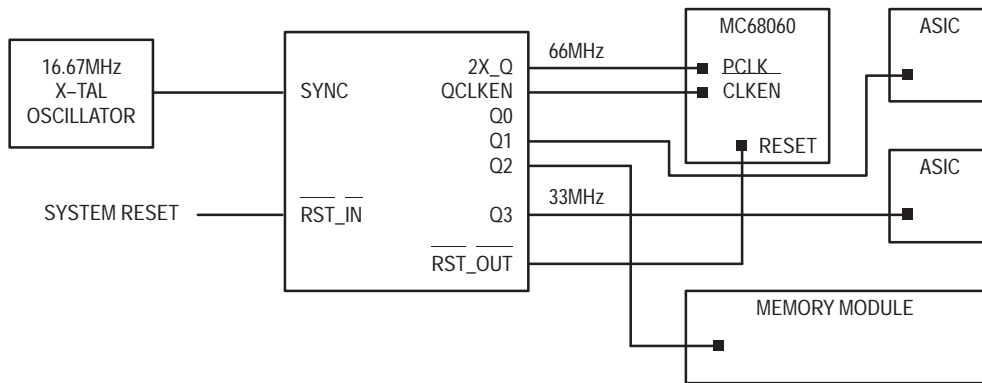 16.67MHz
X–TAL
OSCILLATOR
SYSTEM RESET
SYNC
RST_IN
2X_Q
QCLKEN
Q0
Q1
Q2
Q3
RST_OUT
66MHz
33MHz
MC68060
PCLK
CLKEN
RESET
ASIC
ASIC
MEMORY MODULE